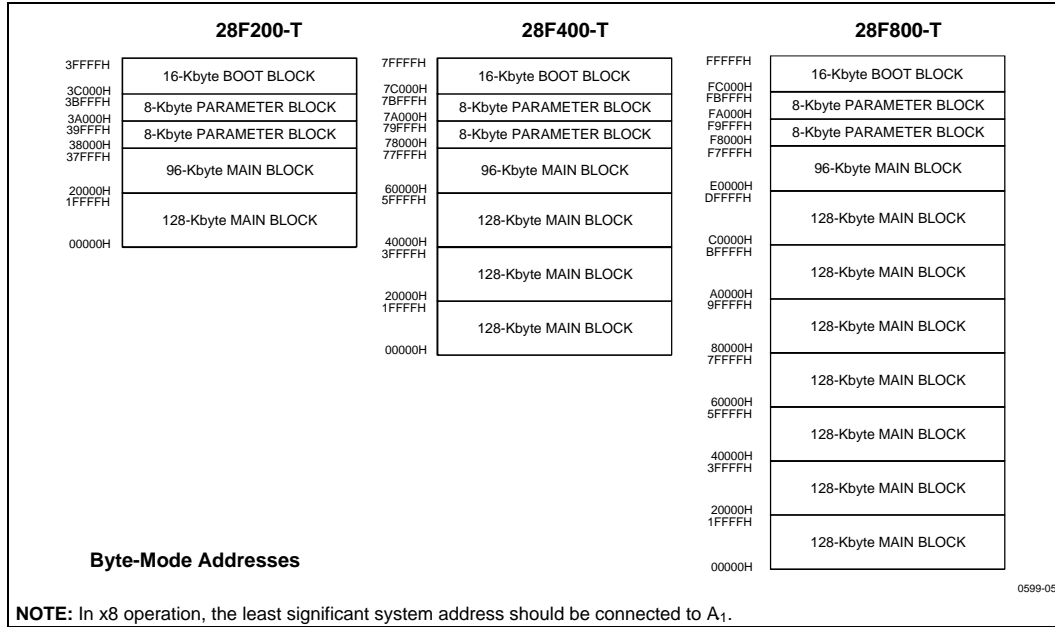 28F200-T
3FFFFH
16-Kbyte BOOT BLOCK
3C000H
3BFFFH
8-Kbyte PARAMETER BLOCK
3A000H
39FFFH
8-Kbyte PARAMETER BLOCK
38000H
37FFFH
96-Kbyte MAIN BLOCK
20000H
1FFFFH
128-Kbyte MAIN BLOCK
00000H
28F400-T
7FFFFH
16-Kbyte BOOT BLOCK
7C000H
7BFFFH
8-Kbyte PARAMETER BLOCK
7A000H
79FFFH
8-Kbyte PARAMETER BLOCK
78000H
77FFFH
96-Kbyte MAIN BLOCK
60000H
5FFFFH
128-Kbyte MAIN BLOCK
40000H
3FFFFH
128-Kbyte MAIN BLOCK
20000H
1FFFFH
128-Kbyte MAIN BLOCK
00000H
28F800-T
FFFFFH
16-Kbyte BOOT BLOCK
FC000H
FBFFFH
8-Kbyte PARAMETER BLOCK
FA000H
F9FFFH
8-Kbyte PARAMETER BLOCK
F8000H
F7FFFH
96-Kbyte MAIN BLOCK
E0000H
DFFFFH
128-Kbyte MAIN BLOCK
C0000H
BFFFFH
128-Kbyte MAIN BLOCK
A0000H
9FFFFH
128-Kbyte MAIN BLOCK
80000H
7FFFFH
128-Kbyte MAIN BLOCK
60000H
5FFFFH
128-Kbyte MAIN BLOCK
40000H
3FFFFH
128-Kbyte MAIN BLOCK
20000H
1FFFFH
128-Kbyte MAIN BLOCK
00000H
Byte-Mode Addresses
0599-05
NOTE: In x8 operation, the least significant system address should be connected to A₁.